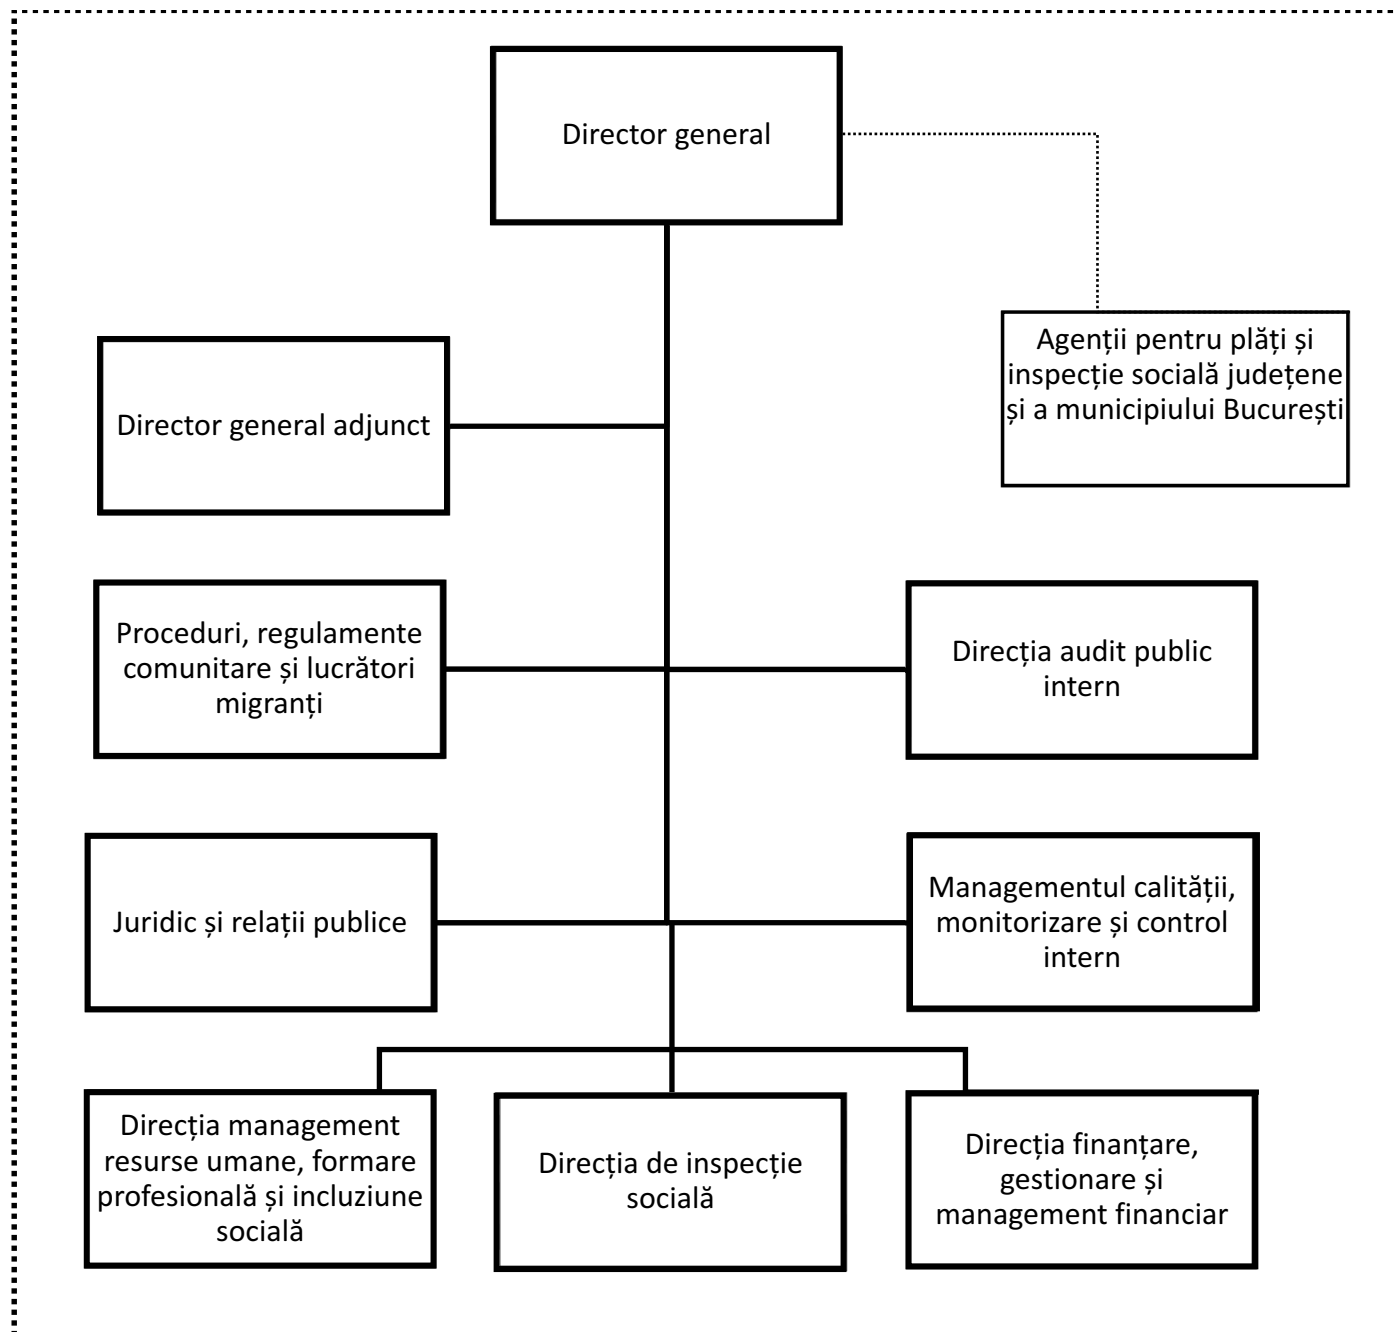 Director general
Agenții pentru plăți și
inspecție socială județene
și a municipiului București
Director general adjunct
Proceduri, regulamente
comunitare și lucrători
migranți
Direcția audit public
intern
Juridic și relații publice
Managementul calității,
monitorizare și control
intern
Direcția management
resurse umane, formare
profesională și incluziune
socială
Direcția de inspecție
socială
Direcția finanțare,
gestionare și
management financiar